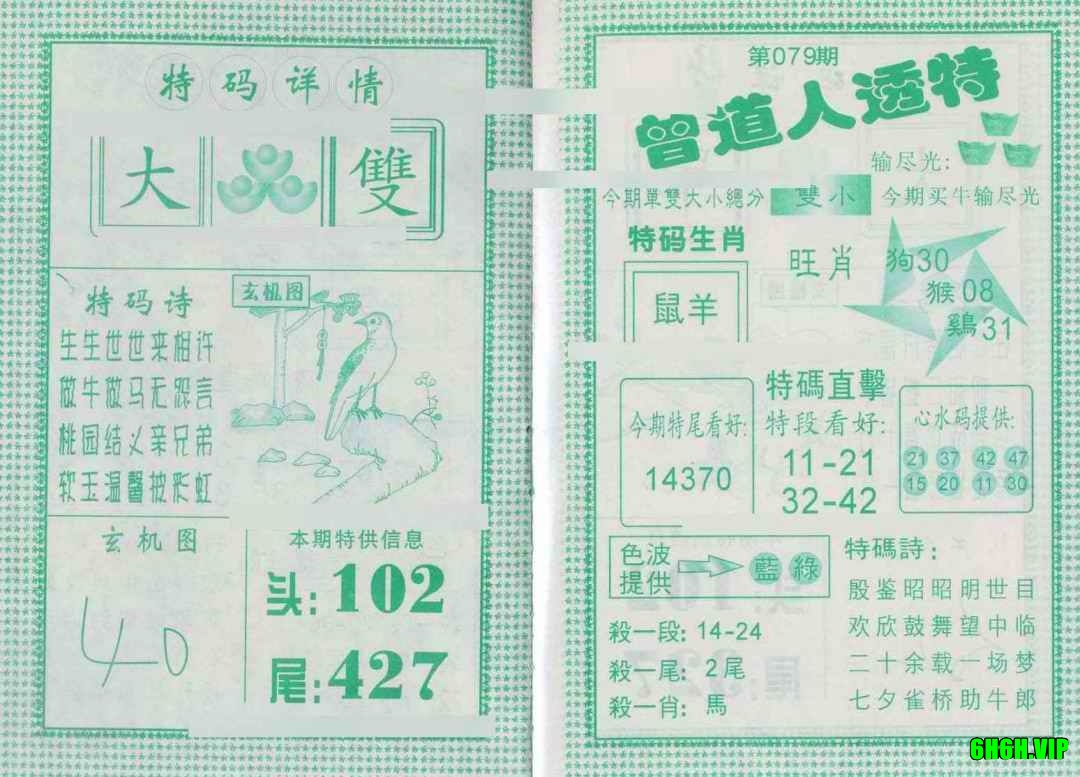 特码详情
大 雙
特码诗
生生世世来相许
做牛做马无怨言
桃园结义亲兄弟
软玉温馨披彩虹
玄机图
玄机图
40
本期特供信息
头:102
尾:427
第079期
曾道人透特
输尽光:
今期單雙大小總分 雙小 今期买牛输尽光
特码生肖
鼠羊
旺肖
狗30
猴08
鷄31
今期特尾看好:
14370
特碼直擊
特段看好:
11-21
32-42
心水码提供:
21 37 42 47
15 20 11 30
色波
提供
藍 綠
殺一段: 14-24
殺一尾: 2尾
殺一肖: 馬
特碼詩:
殷鉴昭昭明世目
欢欣鼓舞望中临
二十余载一场梦
七夕雀桥助牛郎
6HGH.VIP